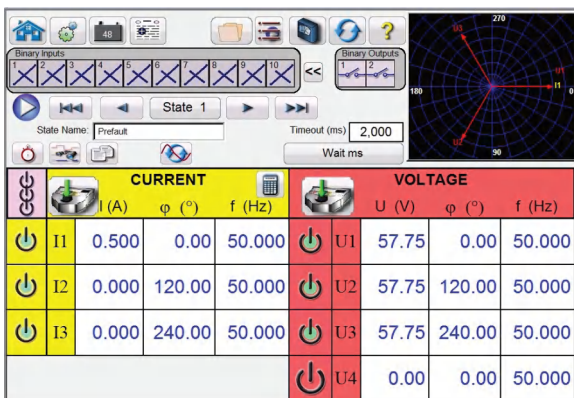 48
?
Binary Inputs
1 2 3 4 5 6 7 8 9 10
<<
Binary Outputs
1 2
State 1
State Name: Prefault
Timeout (ms) 2,000
Wait ms
270
U3
180
U1
I1
0
U2
90
CURRENT
I (A) φ (°) f (Hz)
VOLTAGE
U (V) φ (°) f (Hz)
I1 0.500 0.00 50.000 U1 57.75 0.00 50.000
I2 0.000 120.00 50.000 U2 57.75 120.00 50.000
I3 0.000 240.00 50.000 U3 57.75 240.00 50.000
U4 0.00 0.00 50.000